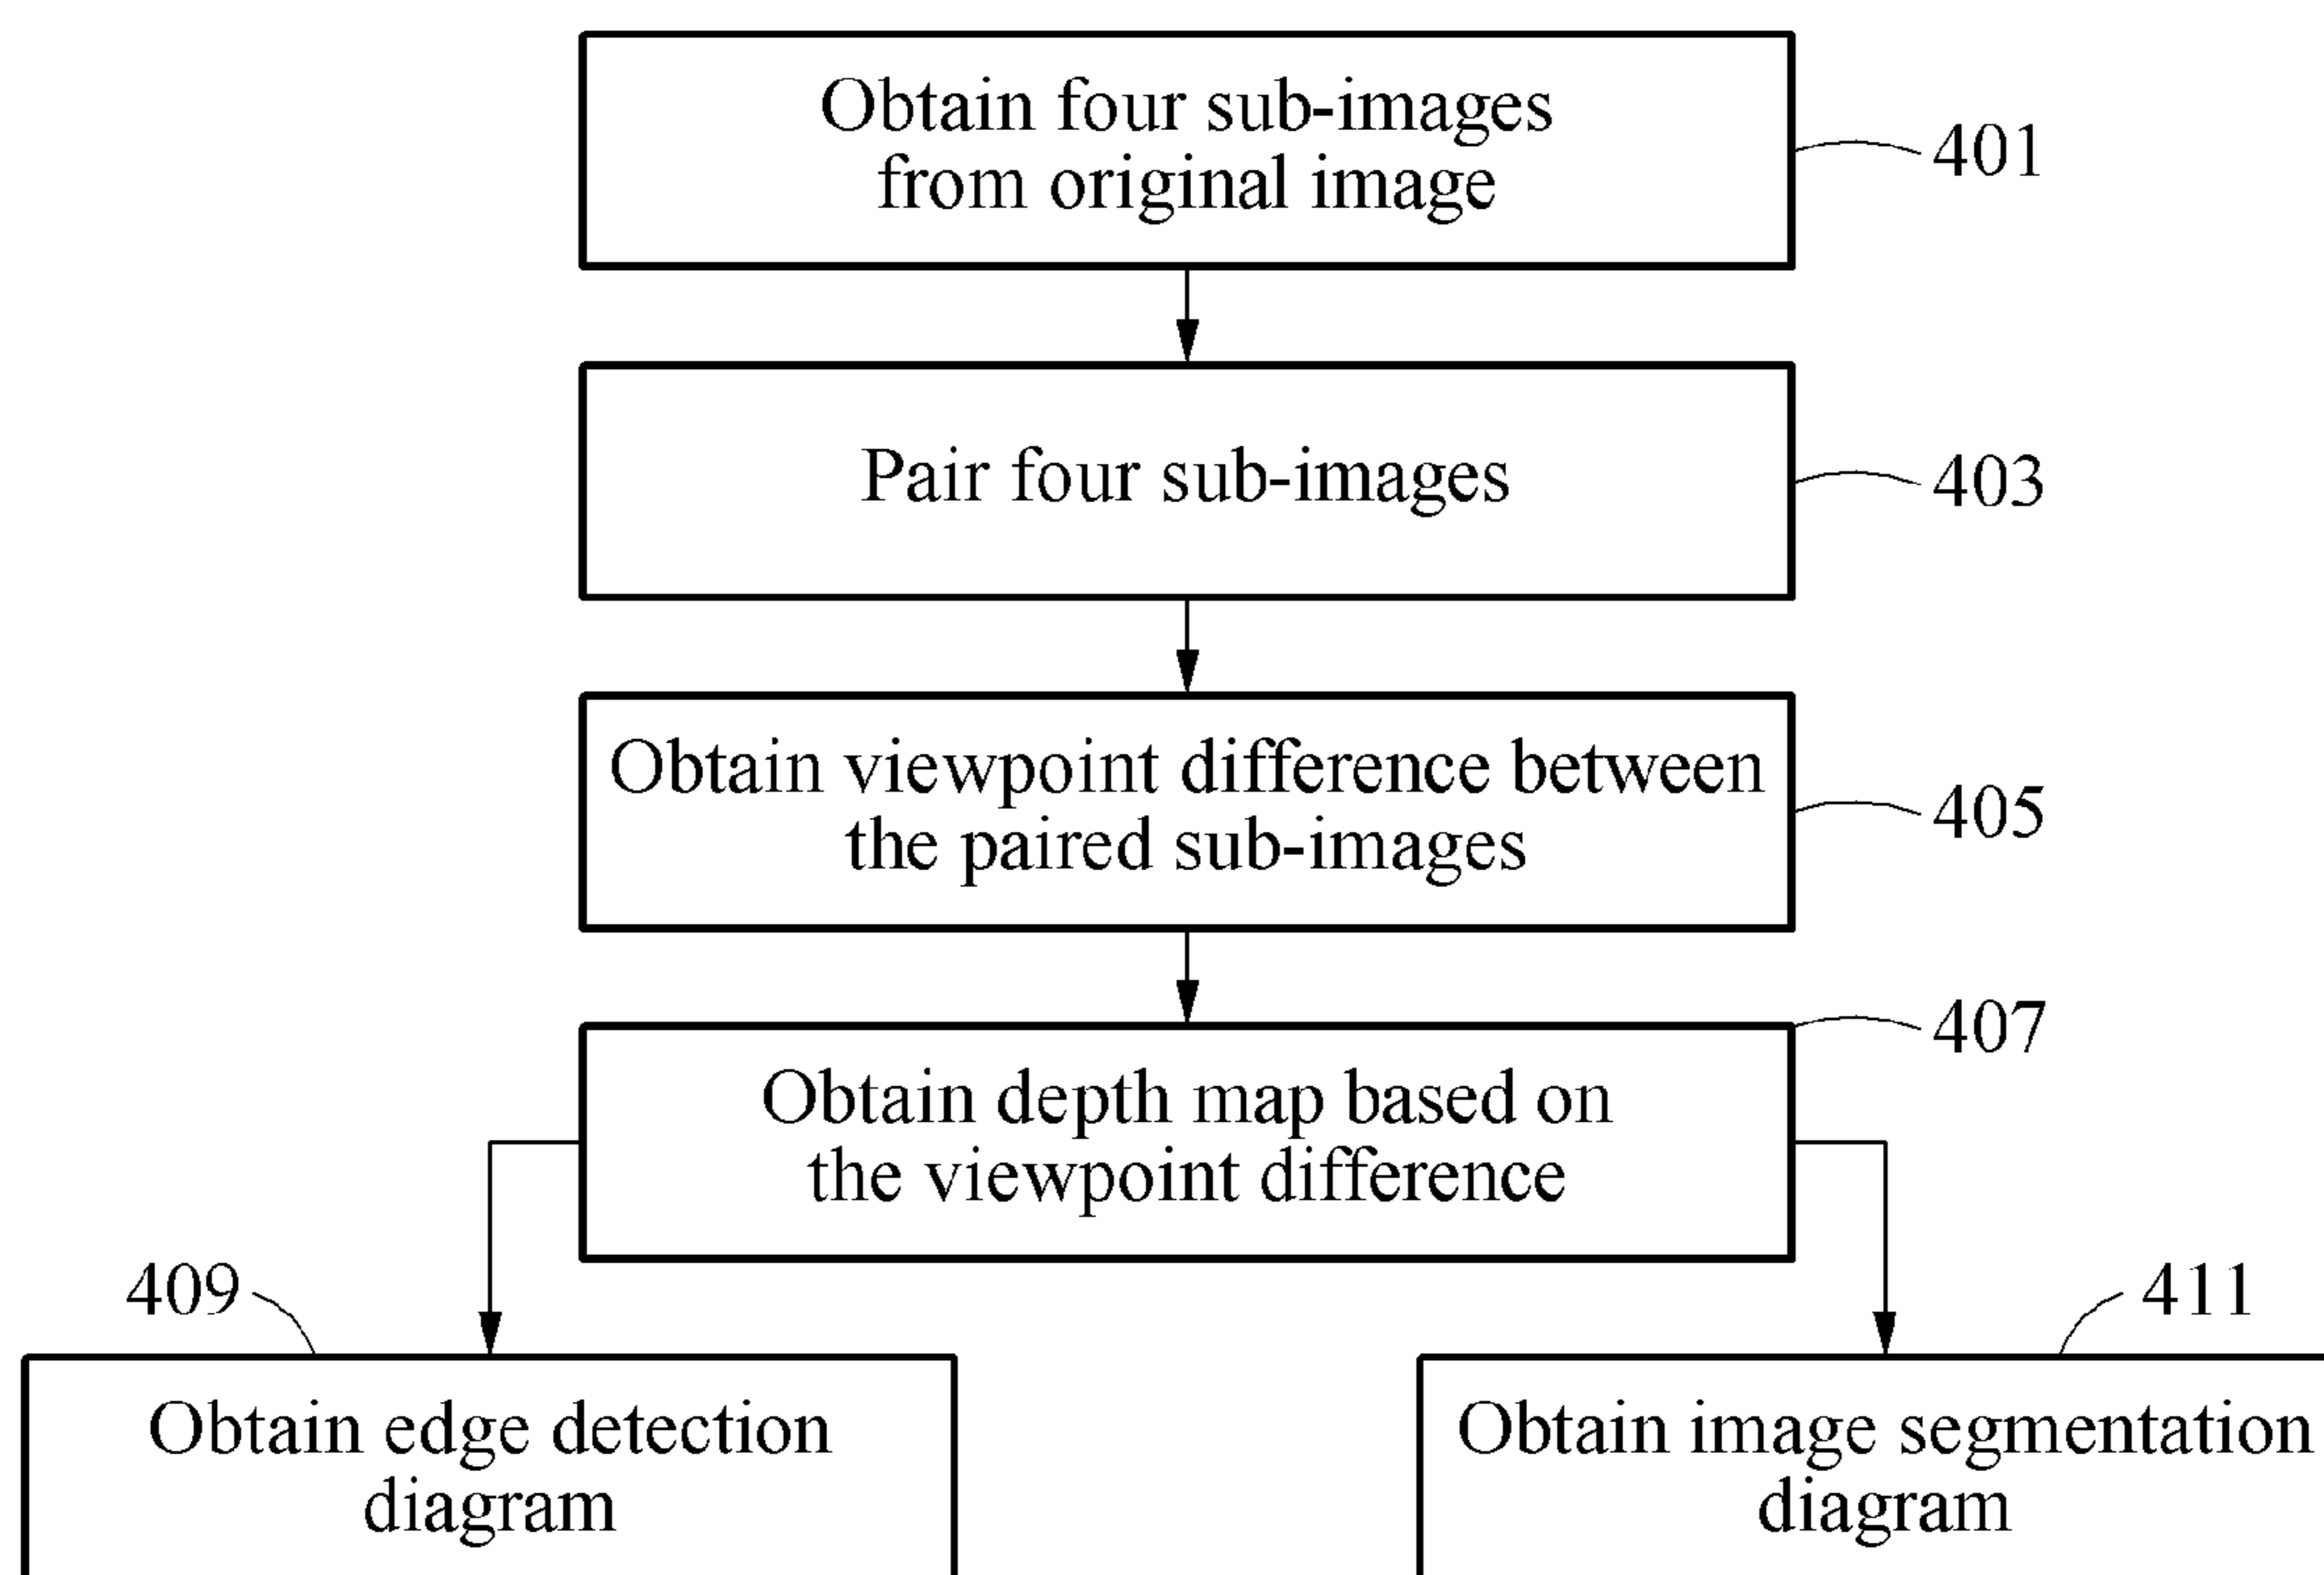 Obtain four sub-images
from original image
401
Pair four sub-images
403
Obtain viewpoint difference between
the paired sub-images
405
407
Obtain depth map based on
the viewpoint difference
409
411
Obtain edge detection
diagram
Obtain image segmentation
diagram